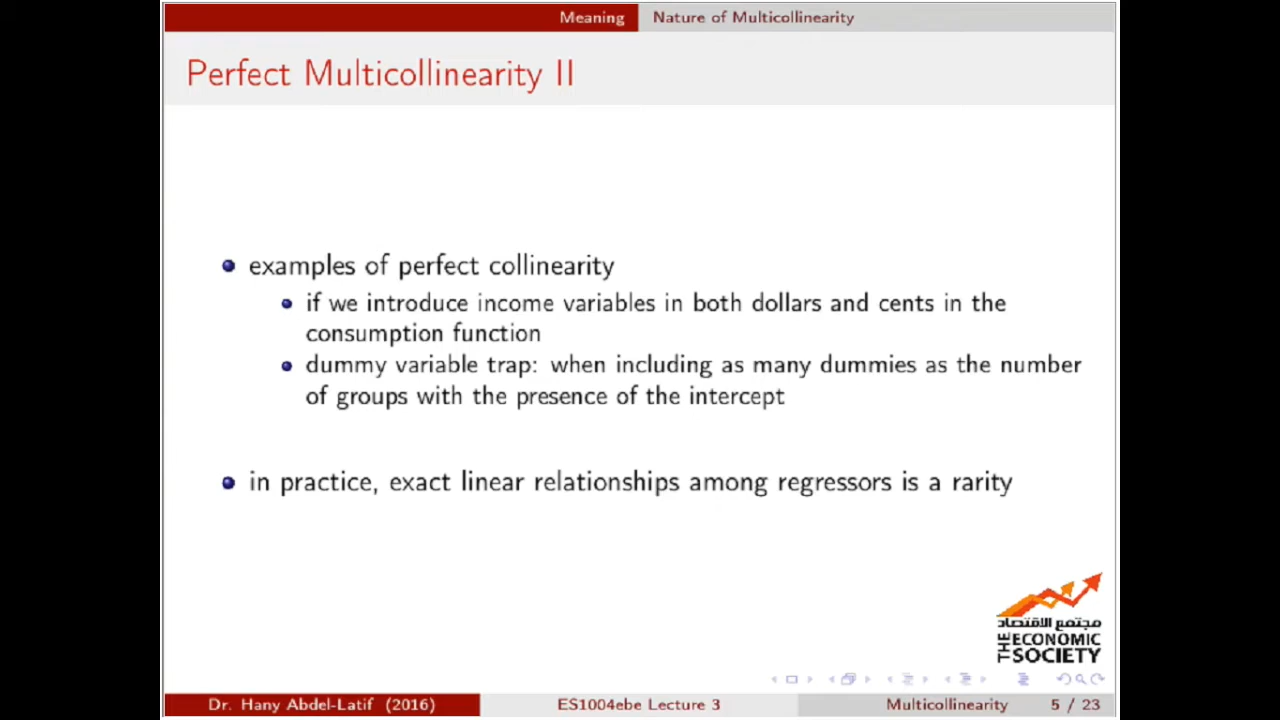 Meaning Nature of Multicollinearity
Perfect Multicollinearity II
examples of perfect collinearity
if we introduce income variables in both dollars and cents in the
consumption function
dummy variable trap: when including as many dummies as the number
of groups with the presence of the intercept
in practice, exact linear relationships among regressors is a rarity
مجتمع الاقتصاد
THE ECONOMIC
SOCIETY
Dr. Hany Abdel-Latif (2016) ES1004ebe Lecture 3 Multicollinearity 5 / 23